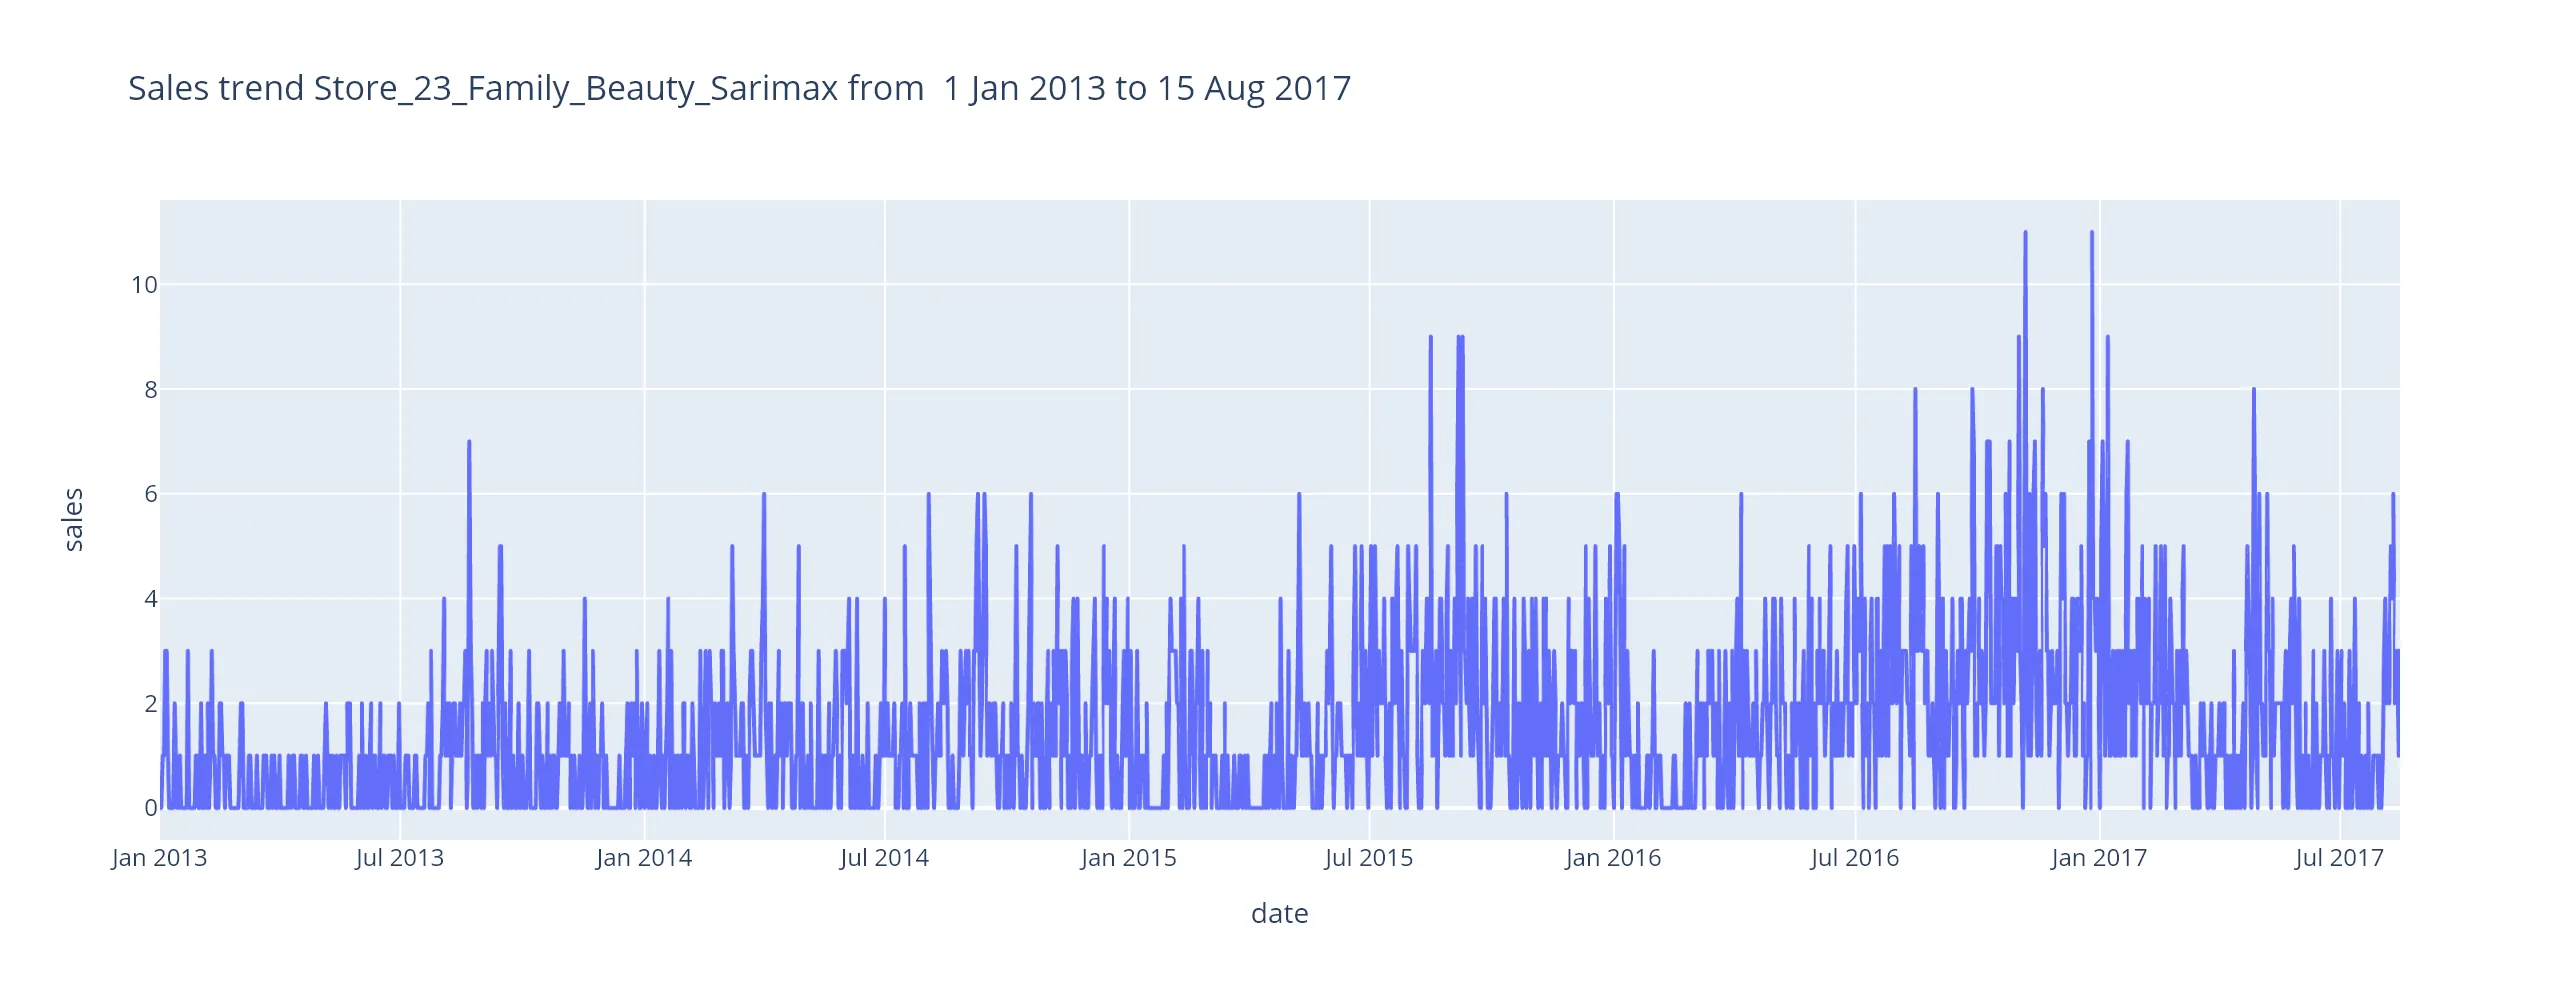 Sales trend Store_23_Family_Beauty_Sarimax from  1 Jan 2013 to 15 Aug 2017
10
8
6
4
2
0
sales
Jan 2013 Jul 2013 Jan 2014 Jul 2014 Jan 2015 Jul 2015 Jan 2016 Jul 2016 Jan 2017 Jul 2017
date